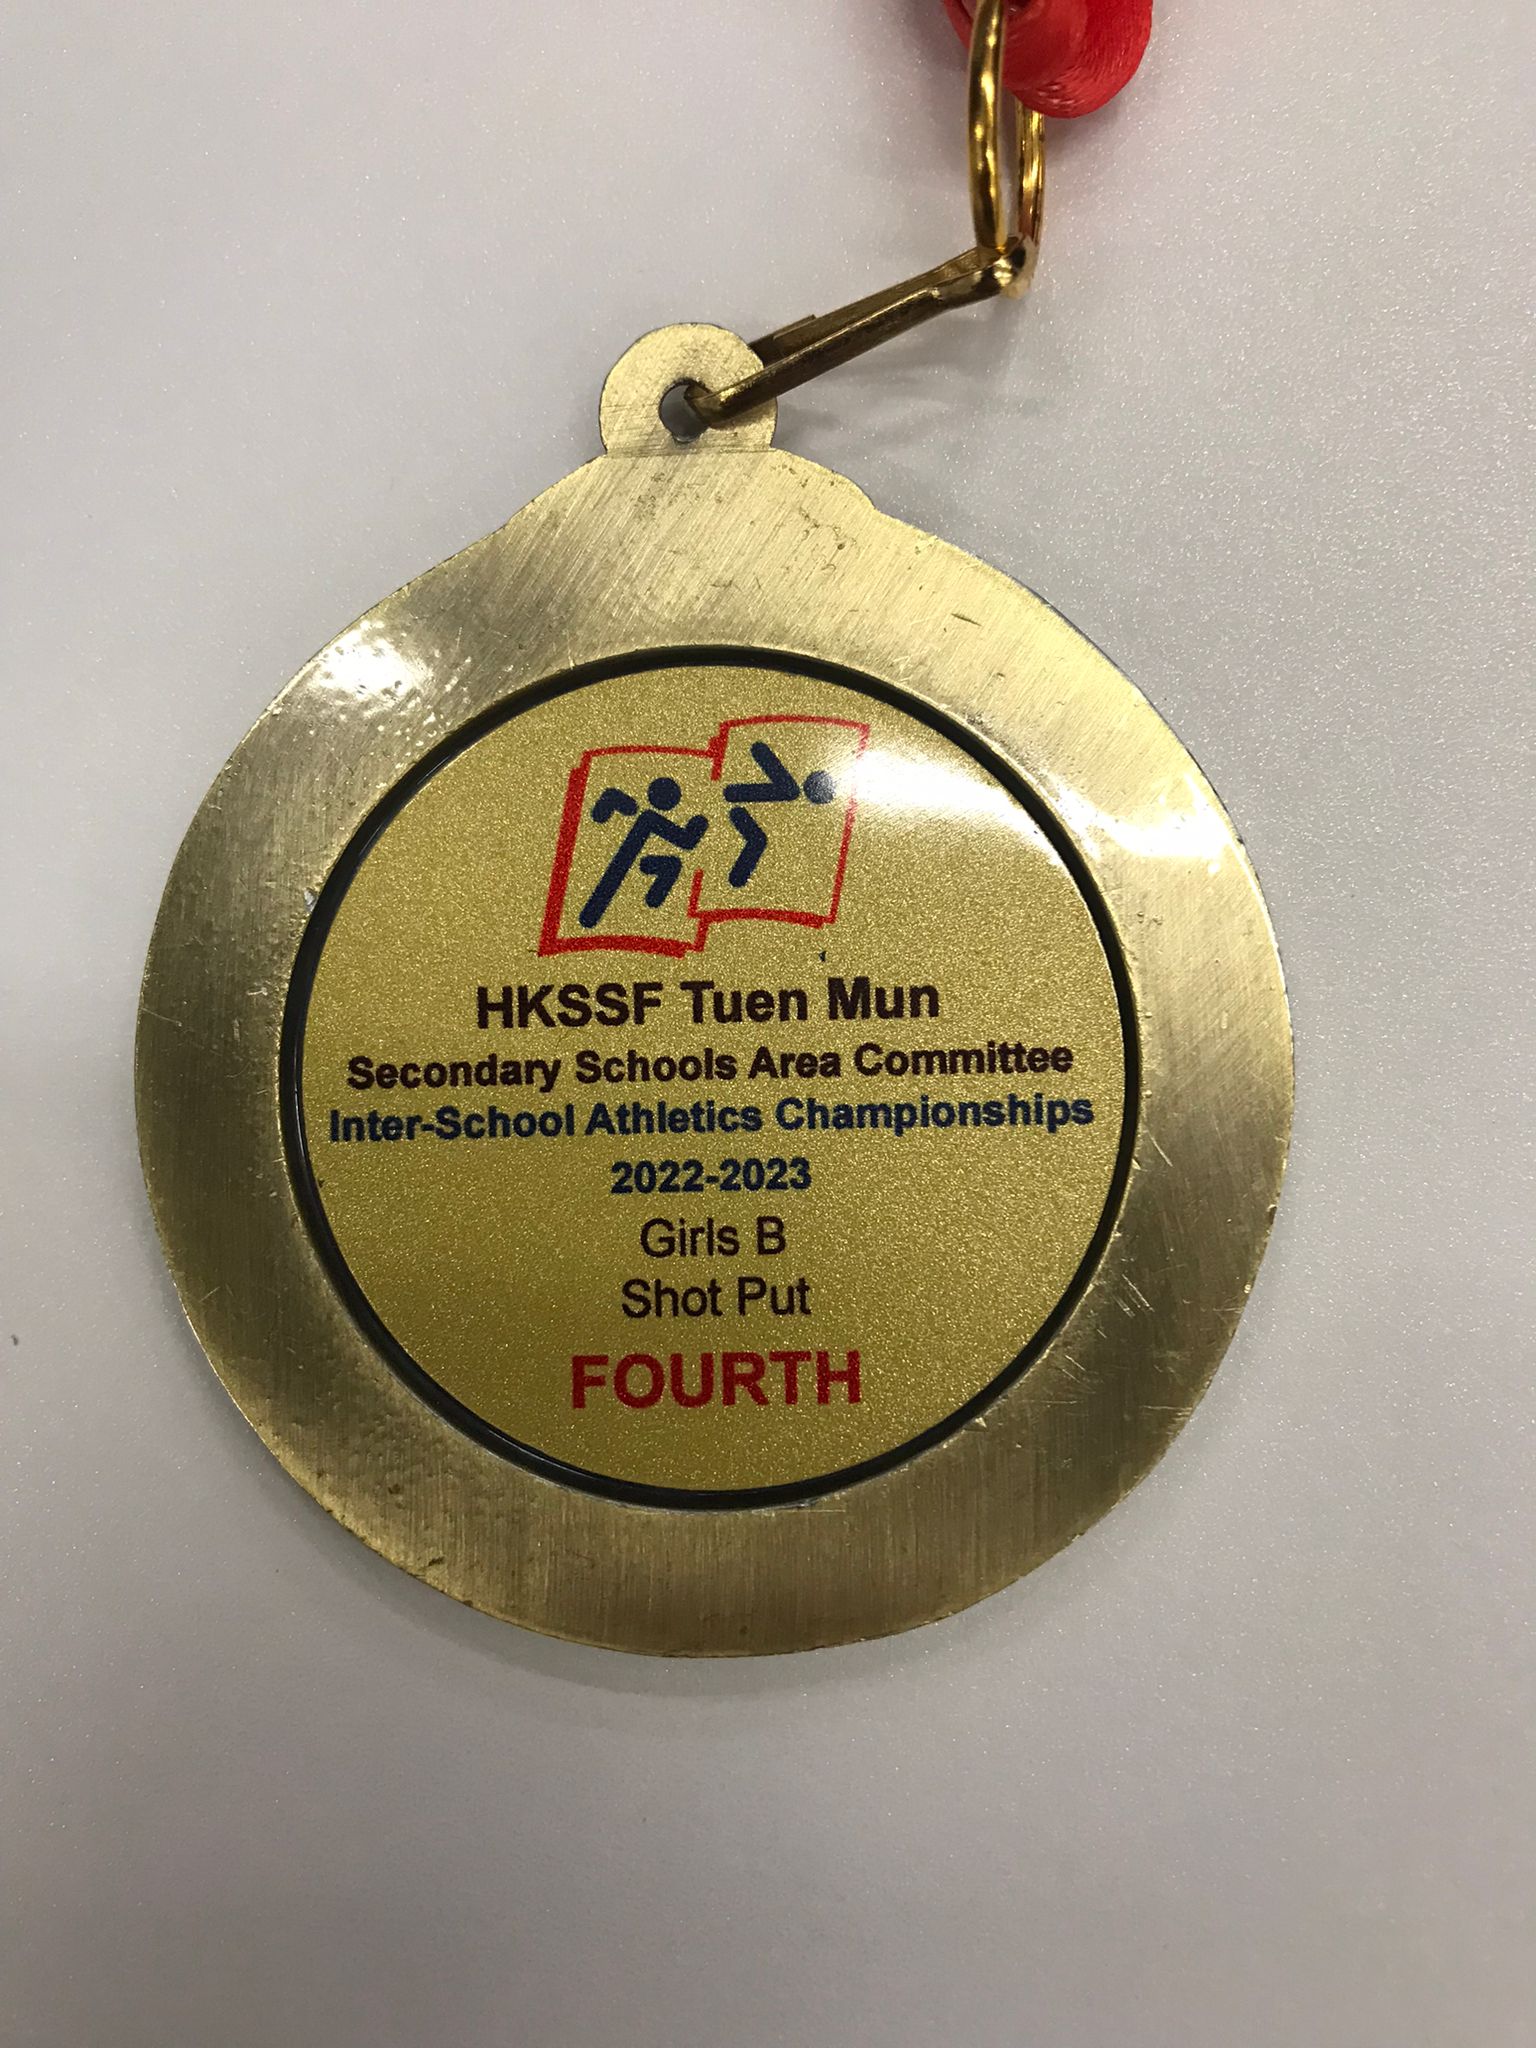 HKSSF Tuen Mun
Secondary Schools Area Committee
Inter-School Athletics Championships
2022-2023
Girls B
Shot Put
FOURTH